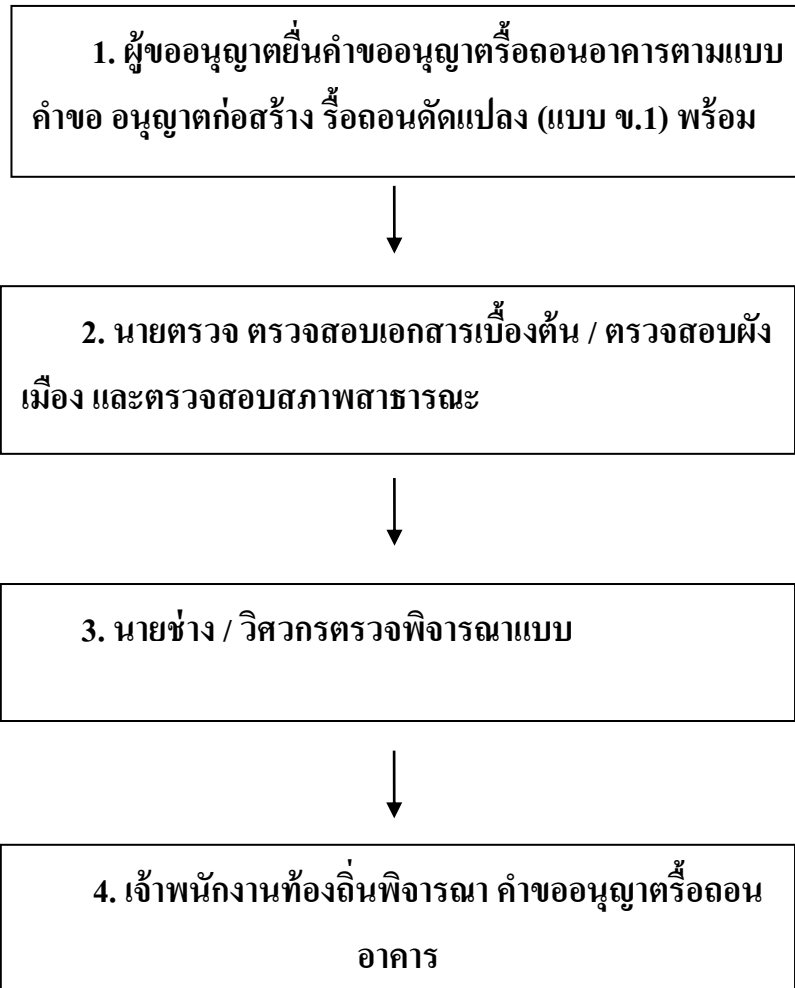 1. ผู้ขออนุญาตยื่นคำขออนุญาตรื้อถอนอาคารตามแบบ
คำขอ อนุญาตก่อสร้าง รื้อถอนดัดแปลง (แบบ ข.1) พร้อม
2. นายตรวจ ตรวจสอบเอกสารเบื้องต้น / ตรวจสอบผัง
เมือง และตรวจสอบสภาพสาธารณะ
3. นายช่าง / วิศวกรตรวจพิจารณาแบบ
4. เจ้าพนักงานท้องถิ่นพิจารณา คำขออนุญาตรื้อถอน
อาคาร